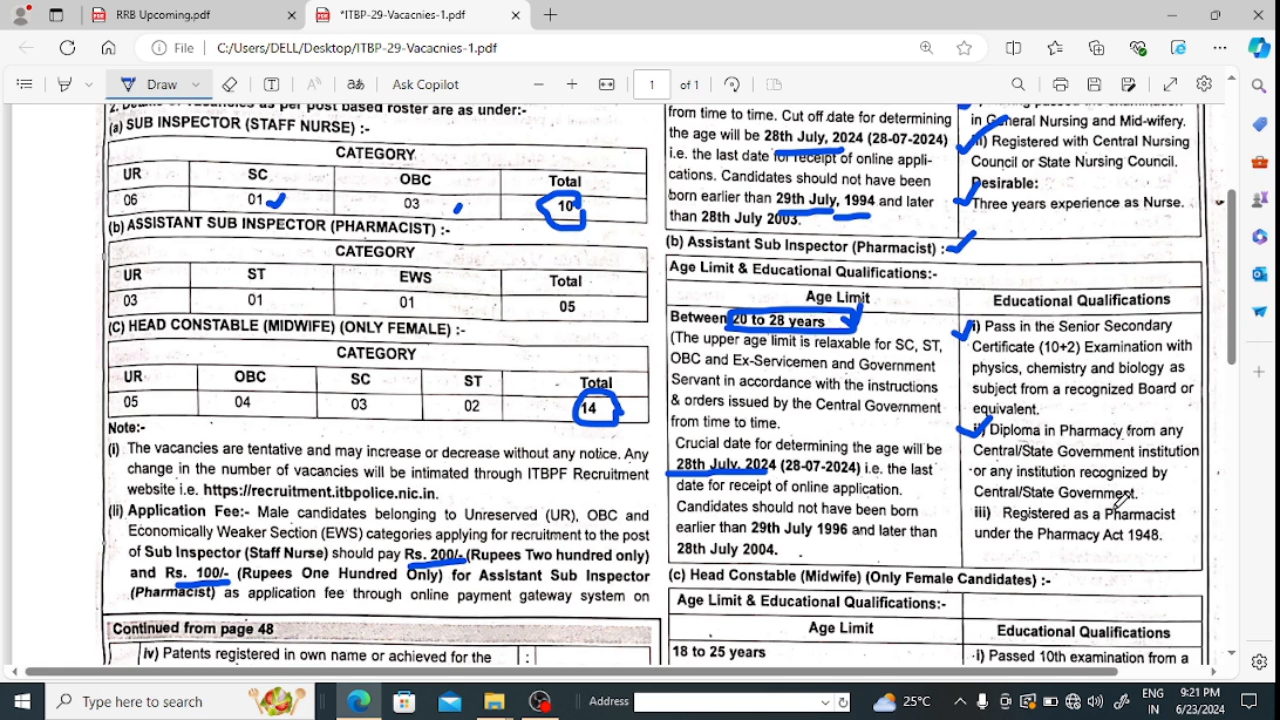 RRB Upcoming.pdf
*ITBP-29-Vacacnies-1.pdf
File C:/Users/DELL/Desktop/ITBP-29-Vacacnies-1.pdf
Draw
Ask Copilot
1 of 1
2. Details of vacancies as per post based roster are as under:-
(a) SUB INSPECTOR (STAFF NURSE) :-
CATEGORY
UR SC OBC Total
06 01 03 10
(b) ASSISTANT SUB INSPECTOR (PHARMACIST) :-
CATEGORY
UR ST EWS Total
03 01 01 05
(C) HEAD CONSTABLE (MIDWIFE) (ONLY FEMALE) :-
CATEGORY
UR OBC SC ST Total
05 04 03 02 14
Note:-
(i) The vacancies are tentative and may increase or decrease without any notice. Any
change in the number of vacancies will be intimated through ITBPF Recruitment
website i.e. https://recruitment.itbpolice.nic.in.
(ii) Application Fee:- Male candidates belonging to Unreserved (UR), OBC and
Economically Weaker Section (EWS) categories applying for recruitment to the post
of Sub Inspector (Staff Nurse) should pay Rs. 200/- (Rupees Two hundred only)
and Rs. 100/- (Rupees One Hundred Only) for Assistant Sub Inspector
(Pharmacist) as application fee through online payment gateway system on
Continued from page 48
iv) Patents registered in own name or achieved for the :
from time to time. Cut off date for determining
the age will be 28th July, 2024 (28-07-2024)
i.e. the last date for receipt of online appli-
cations. Candidates should not have been
born earlier than 29th July, 1994 and later
than 28th July 2003.
in General Nursing and Mid-wifery.
iii) Registered with Central Nursing
Council or State Nursing Council.
Desirable:
Three years experience as Nurse.
(b) Assistant Sub Inspector (Pharmacist) :-
Age Limit & Educational Qualifications:-
Age Limit
Between 20 to 28 years
(The upper age limit is relaxable for SC, ST,
OBC and Ex-Servicemen and Government
Servant in accordance with the instructions
& orders issued by the Central Government
from time to time.
Crucial date for determining the age will be
28th July, 2024 (28-07-2024) i.e. the last
date for receipt of online application.
Candidates should not have been born
earlier than 29th July 1996 and later than
28th July 2004.
Educational Qualifications
i) Pass in the Senior Secondary
Certificate (10+2) Examination with
physics, chemistry and biology as
subject from a recognized Board or
equivalent.
ii) Diploma in Pharmacy from any
Central/State Government institution
or any institution recognized by
Central/State Government.
iii) Registered as a Pharmacist
under the Pharmacy Act 1948.
(c) Head Constable (Midwife) (Only Female Candidates) :-
Age Limit & Educational Qualifications:-
Age Limit Educational Qualifications
18 to 25 years i) Passed 10th examination from a
Type here to search
Address
25°C
ENG
IN
9:21 PM
6/23/2024